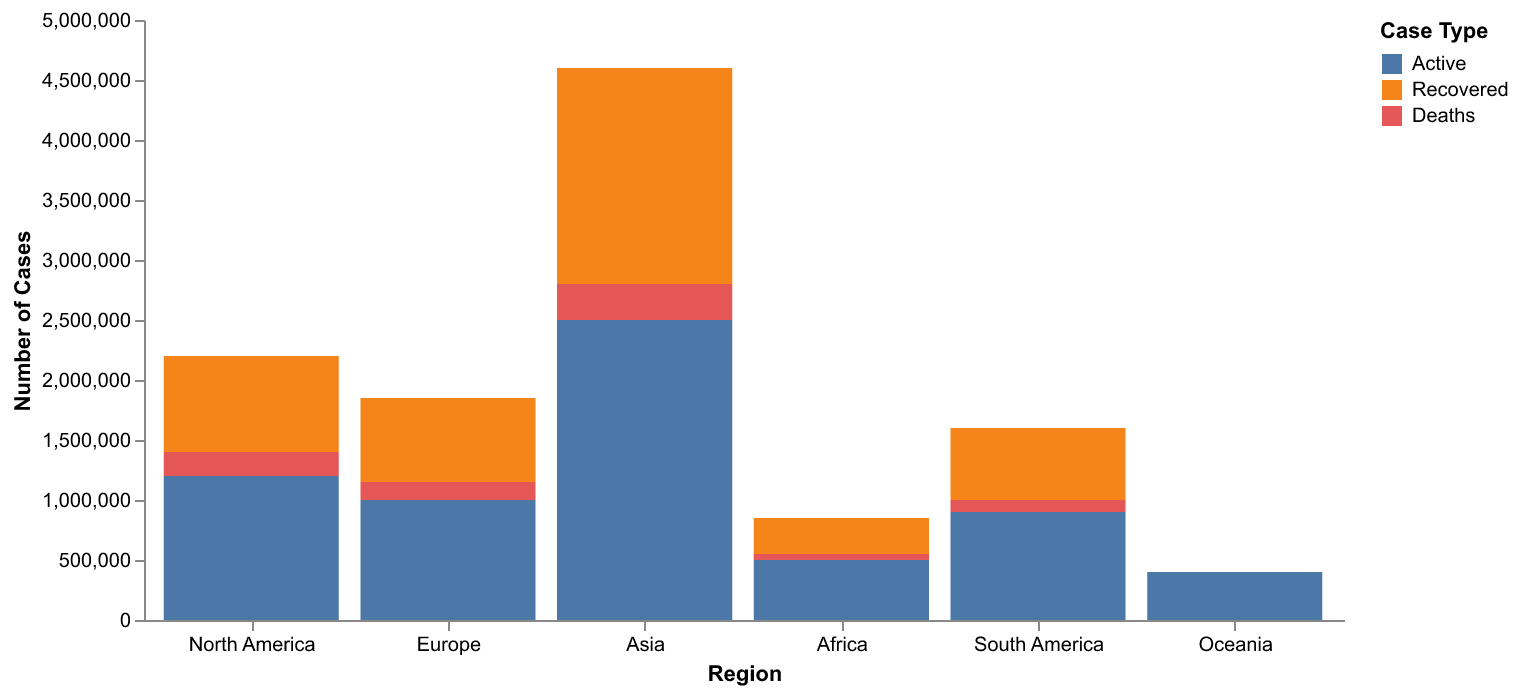 5,000,000
4,500,000
4,000,000
3,500,000
3,000,000
2,500,000
2,000,000
1,500,000
1,000,000
500,000
0
Number of Cases
North America
Europe
Asia
Africa
South America
Oceania
Region
Case Type
Active
Recovered
Deaths